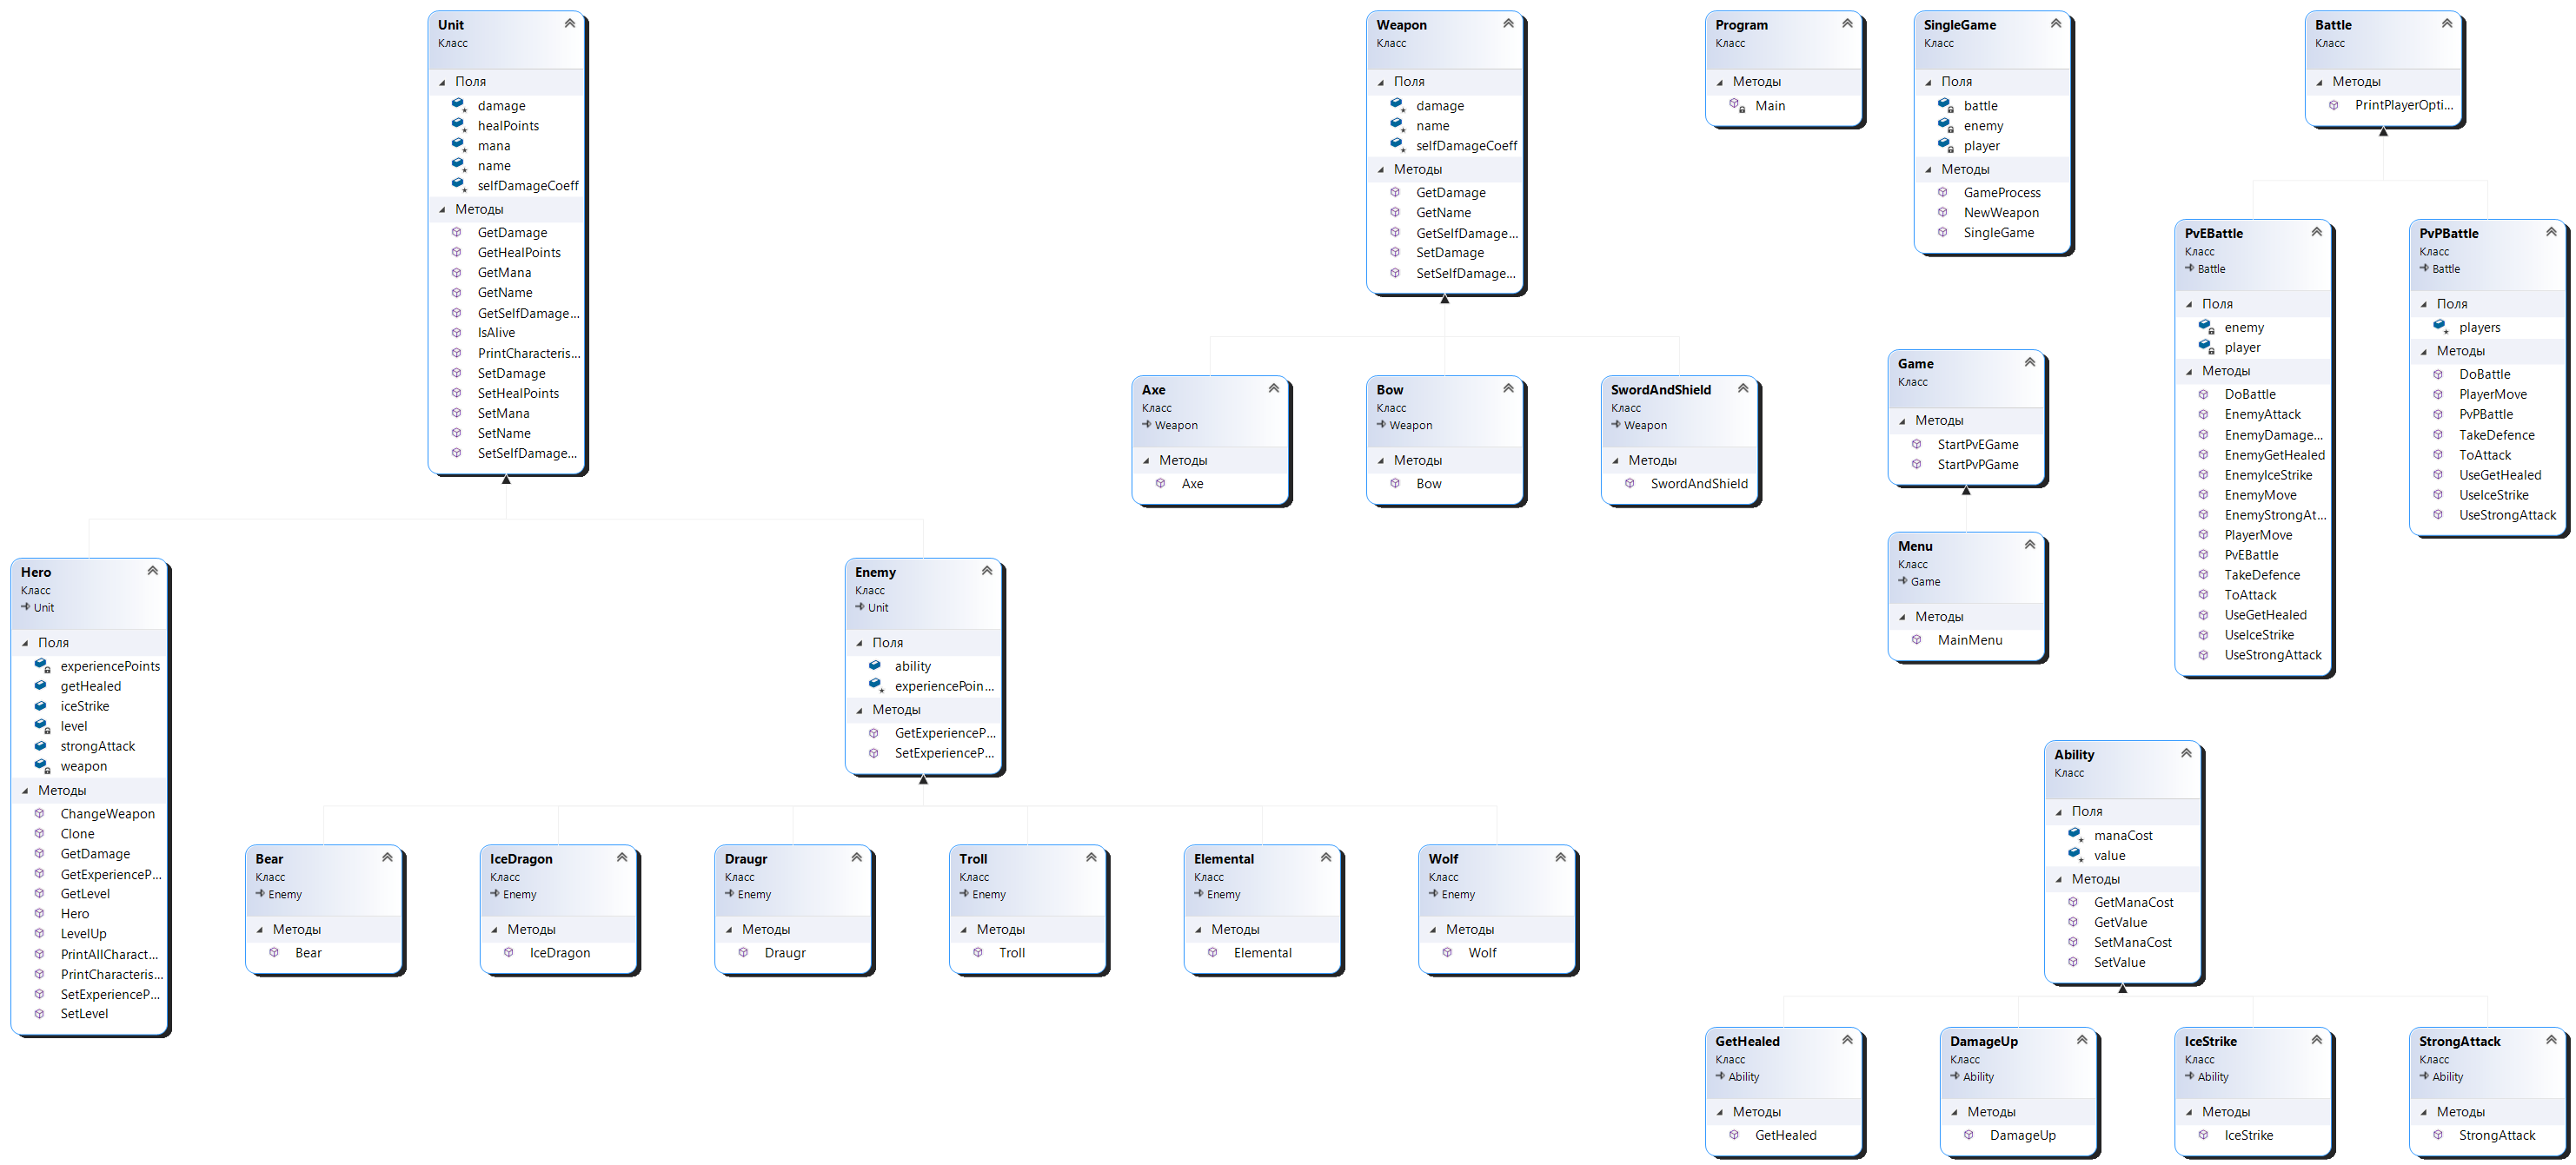 Unit
Класс
Поля
damage
healPoints
mana
name
selfDamageCoeff
Методы
GetDamage
GetHealPoints
GetMana
GetName
GetSelfDamage...
IsAlive
PrintCharacteris...
SetDamage
SetHealPoints
SetMana
SetName
SetSelfDamage...
Weapon
Класс
Поля
damage
name
selfDamageCoeff
Методы
GetDamage
GetName
GetSelfDamage...
SetDamage
SetSelfDamage...
Program
Класс
Методы
Main
SingleGame
Класс
Поля
battle
enemy
player
Методы
GameProcess
NewWeapon
SingleGame
Battle
Класс
Методы
PrintPlayerOpti...
PvEBattle
Класс
Battle
Поля
enemy
player
Методы
DoBattle
EnemyAttack
EnemyDamage...
EnemyGetHealed
EnemyIceStrike
EnemyMove
EnemyStrongAt...
PlayerMove
PvEBattle
TakeDefence
ToAttack
UseGetHealed
UseIceStrike
UseStrongAttack
PvPBattle
Класс
Battle
Поля
players
Методы
DoBattle
PlayerMove
PvPBattle
TakeDefence
ToAttack
UseGetHealed
UseIceStrike
UseStrongAttack
Axe
Класс
Weapon
Методы
Axe
Bow
Класс
Weapon
Методы
Bow
SwordAndShield
Класс
Weapon
Методы
SwordAndShield
Game
Класс
Методы
StartPvEGame
StartPvPGame
Menu
Класс
Game
Методы
MainMenu
Hero
Класс
Unit
Поля
experiencePoints
getHealed
iceStrike
level
strongAttack
weapon
Методы
ChangeWeapon
Clone
GetDamage
GetExperienceP...
GetLevel
Hero
LevelUp
PrintAllCharact...
PrintCharacteris...
SetExperienceP...
SetLevel
Enemy
Класс
Unit
Поля
ability
experiencePoin...
Методы
GetExperienceP...
SetExperienceP...
Bear
Класс
Enemy
Методы
Bear
IceDragon
Класс
Enemy
Методы
IceDragon
Draugr
Класс
Enemy
Методы
Draugr
Troll
Класс
Enemy
Методы
Troll
Elemental
Класс
Enemy
Методы
Elemental
Wolf
Класс
Enemy
Методы
Wolf
Ability
Класс
Поля
manaCost
value
Методы
GetManaCost
GetValue
SetManaCost
SetValue
GetHealed
Класс
Ability
Методы
GetHealed
DamageUp
Класс
Ability
Методы
DamageUp
IceStrike
Класс
Ability
Методы
IceStrike
StrongAttack
Класс
Ability
Методы
StrongAttack